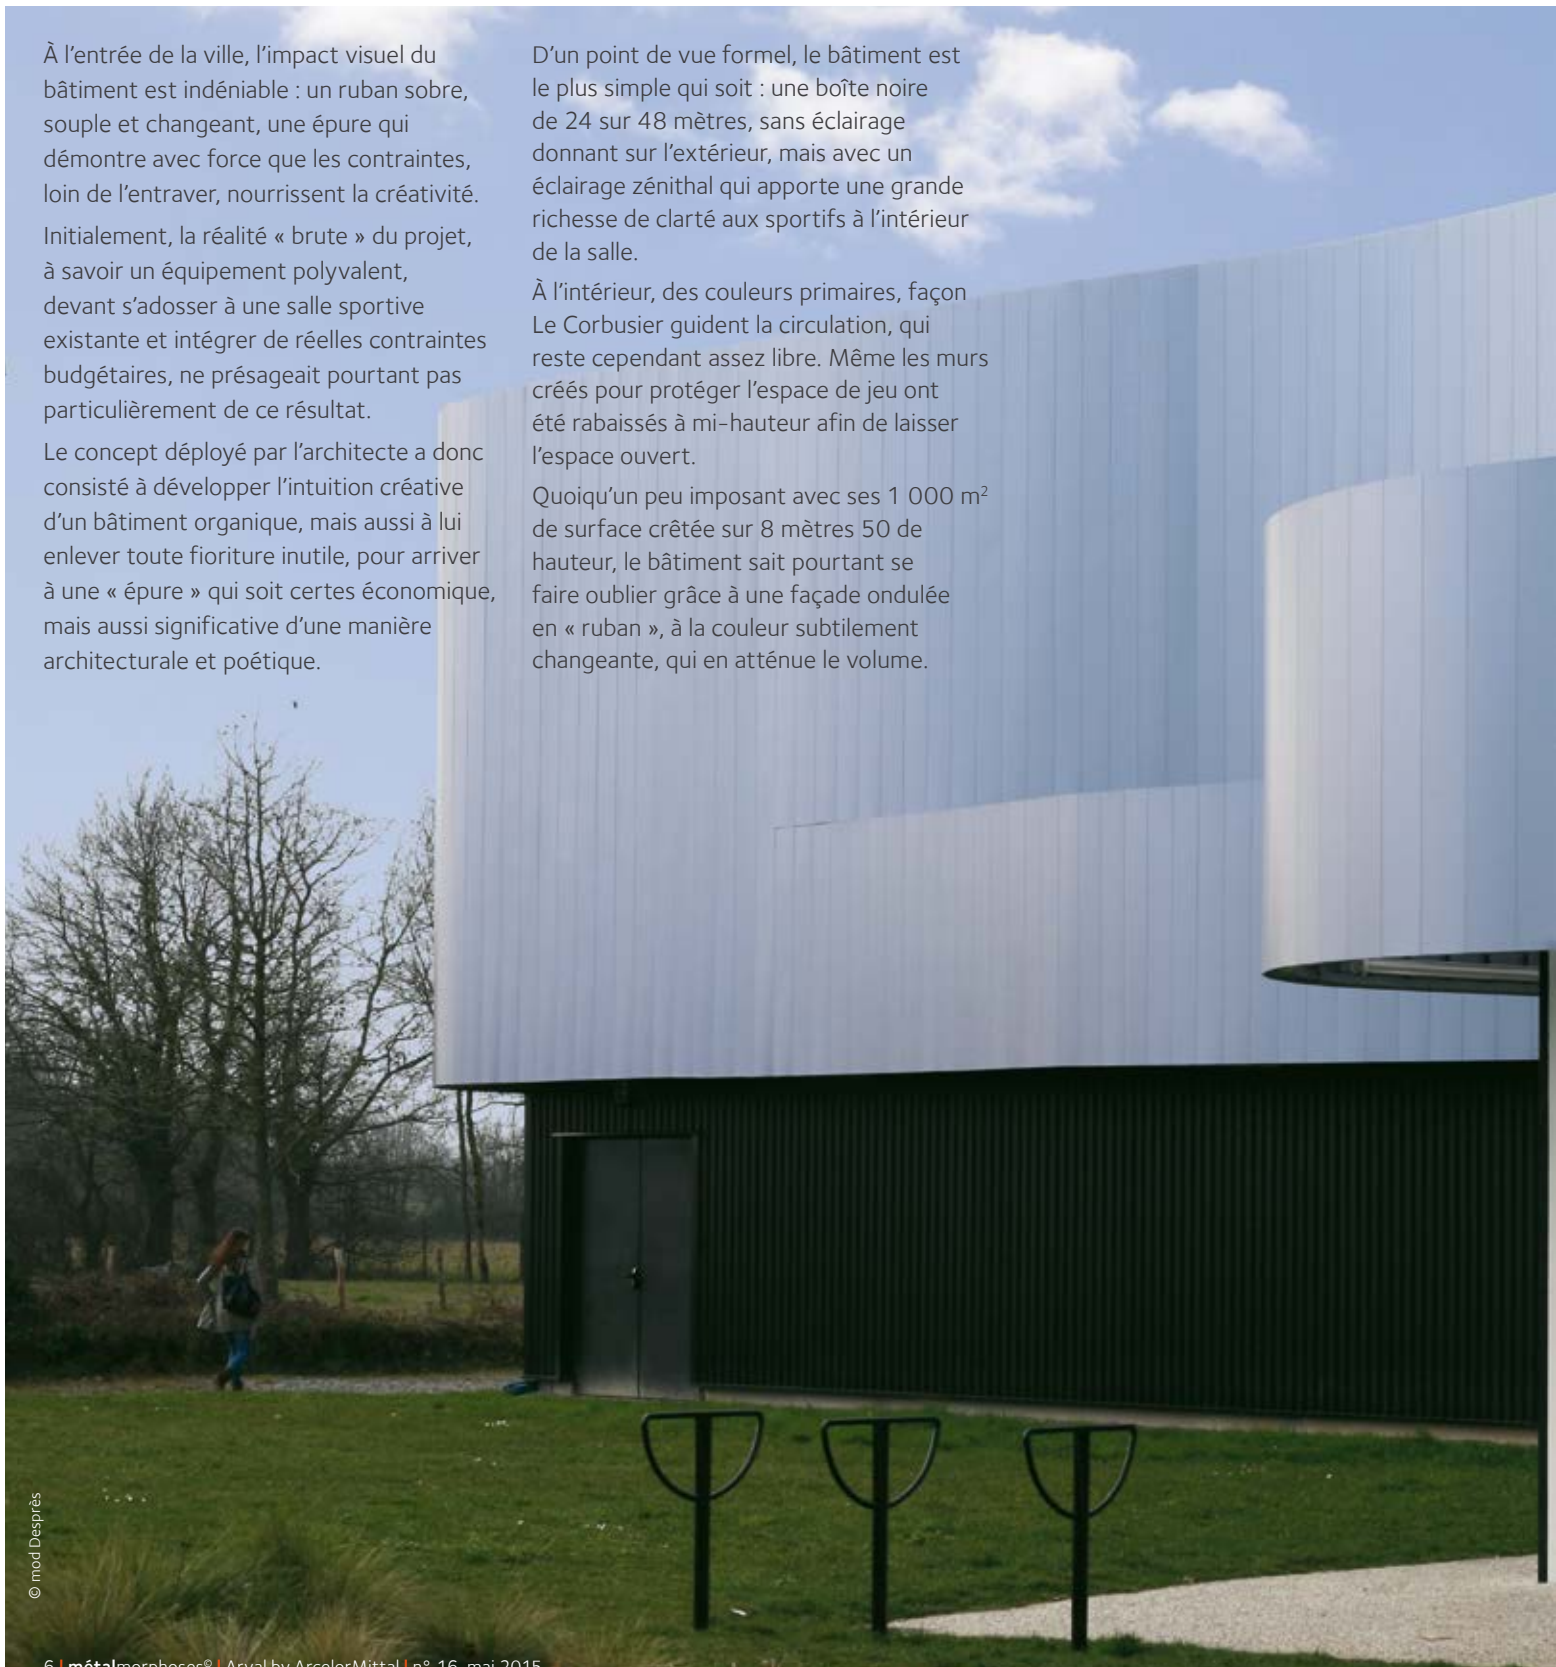 À l’entrée de la ville, l’impact visuel du
bâtiment est indéniable : un ruban sobre,
souple et changeant, une épure qui
démontre avec force que les contraintes,
loin de l’entraver, nourrissent la créativité.
Initialement, la réalité « brute » du projet,
à savoir un équipement polyvalent,
devant s’adosser à une salle sportive
existante et intégrer de réelles contraintes
budgétaires, ne présageait pourtant pas
particulièrement de ce résultat.
Le concept déployé par l’architecte a donc
consisté à développer l’intuition créative
d’un bâtiment organique, mais aussi à lui
enlever toute fioriture inutile, pour arriver
à une « épure » qui soit certes économique,
mais aussi significative d’une manière
architecturale et poétique.
D’un point de vue formel, le bâtiment est
le plus simple qui soit : une boîte noire
de 24 sur 48 mètres, sans éclairage
donnant sur l’extérieur, mais avec un
éclairage zénithal qui apporte une grande
richesse de clarté aux sportifs à l’intérieur
de la salle.
À l’intérieur, des couleurs primaires, façon
Le Corbusier guident la circulation, qui
reste cependant assez libre. Même les murs
créés pour protéger l’espace de jeu ont
été rabaissés à mi-hauteur afin de laisser
l’espace ouvert.
Quoiqu’un peu imposant avec ses 1 000 m²
de surface crêtée sur 8 mètres 50 de
hauteur, le bâtiment sait pourtant se
faire oublier grâce à une façade ondulée
en « ruban », à la couleur subtilement
changeante, qui en atténue le volume.
© mod Desprès
6 | métalmorphoses® | Arval by ArcelorMittal | n° 16, mai 2015